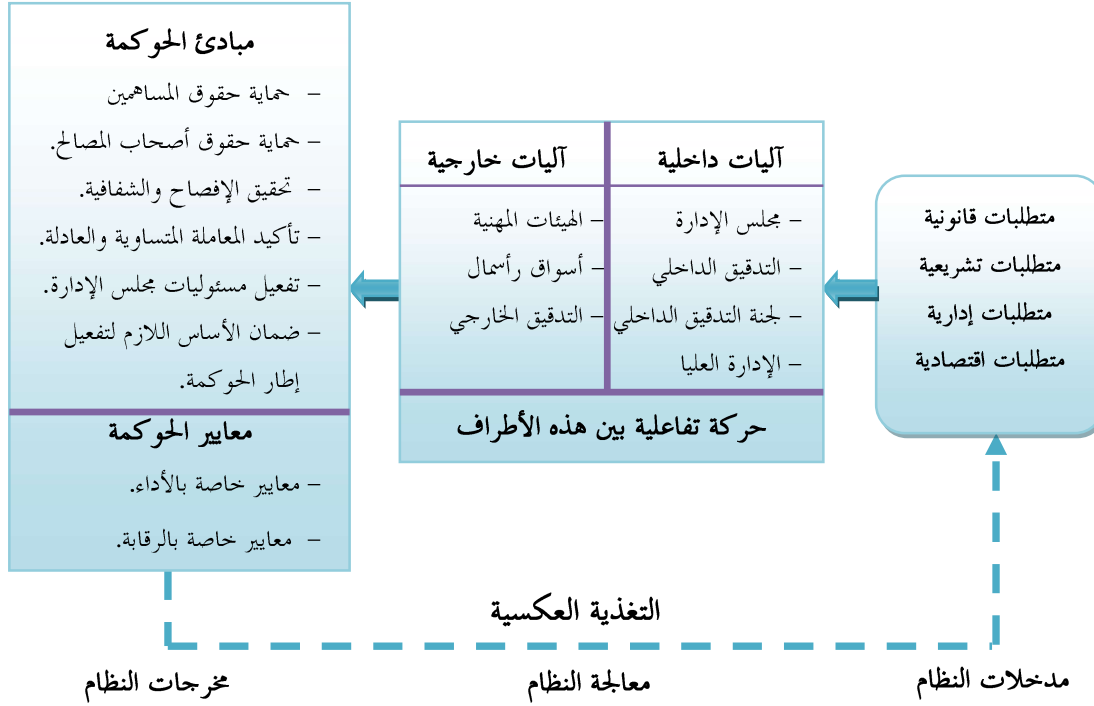 متطلبات قانونية
متطلبات تشريعية
متطلبات إدارية
متطلبات اقتصادية
آليات داخلية
– مجلس الإدارة
– التدقيق الداخلي
– لجنة التدقيق الداخلي
– الإدارة العليا
آليات خارجية
– الهيئات المهنية
– أسواق رأسمال
– التدقيق الخارجي
حركة تفاعلية بين هذه الأطراف
مبادئ الحوكمة
– حماية حقوق المساهمين
– حماية حقوق أصحاب المصالح.
– تحقيق الإفصاح والشفافية.
– تأكيد المعاملة المتساوية والعادلة.
– تفعيل مسئوليات مجلس الإدارة.
– ضمان الأساس اللازم لتفعيل
إطار الحوكمة.
معايير الحوكمة
– معايير خاصة بالأداء.
– معايير خاصة بالرقابة.
التغذية العكسية
مدخلات النظام
معالجة النظام
مخرجات النظام